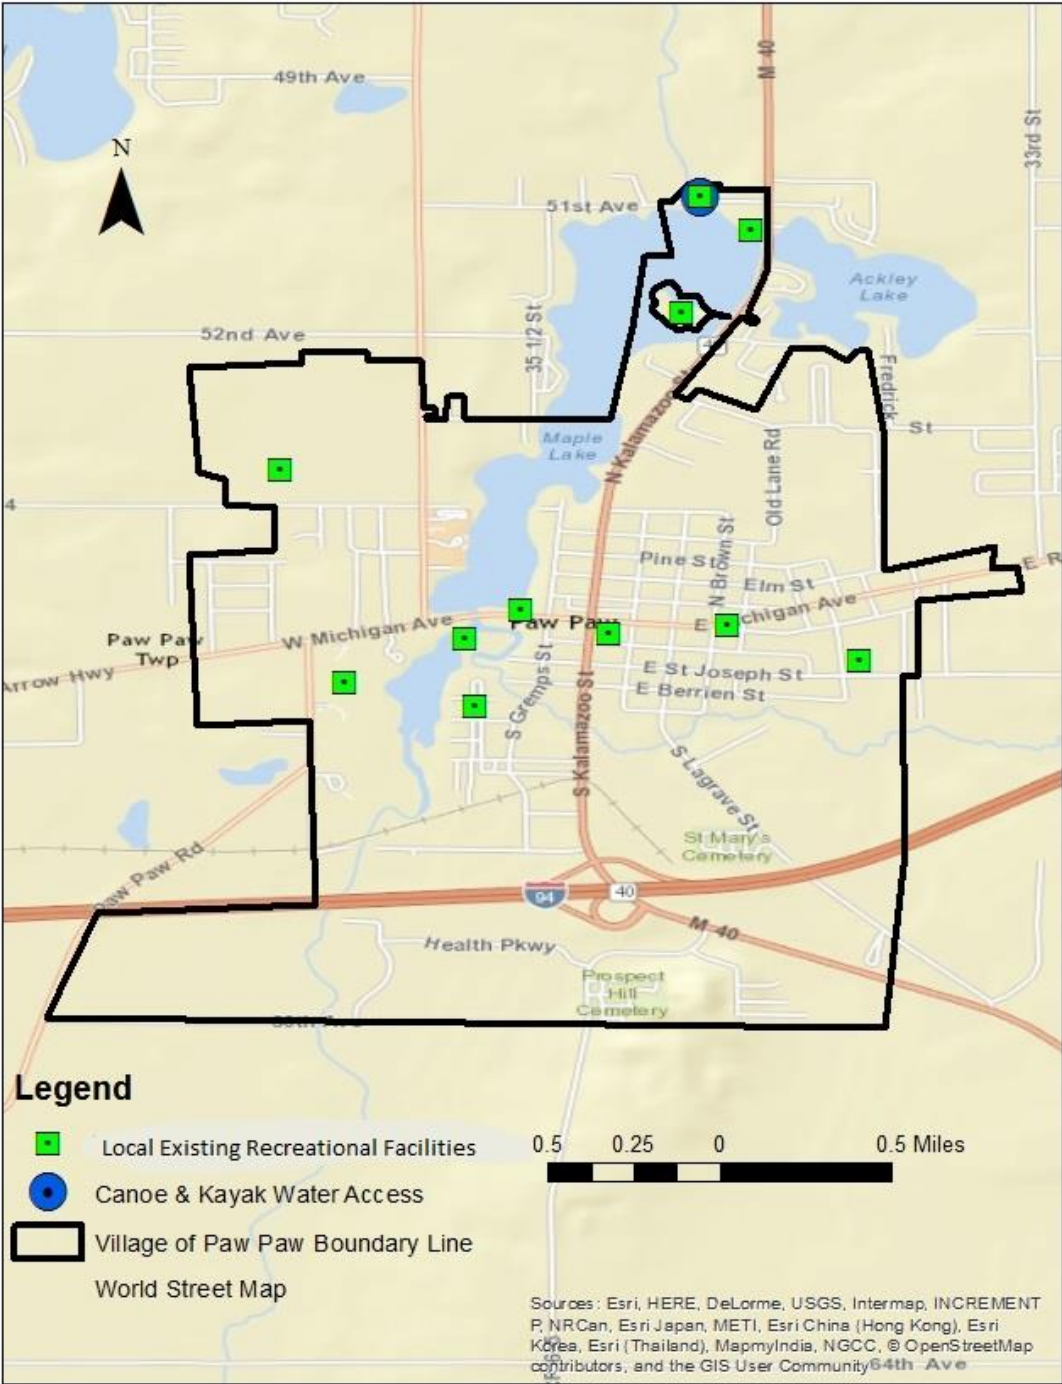 49th Ave
M 40
33rd St
N
51st Ave
Ackley
Lake
35 1/2 St
52nd Ave
Fredrick
St
Maple
Lake
N Kalamazoo St
Old Lane Rd
4
Pine St
N Brown St
Elm St
E R
W Michigan Ave
Paw Paw
E Michigan Ave
Paw Paw
Twp
Arrow Hwy
E St Joseph St
E Berrien St
S Gremps St
S Kalamazoo St
S Lagrave St
St Mary's
Cemetery
Paw Paw Rd
94
40
M 40
Health Pkwy
Prospect
Hill
Cemetery
Legend
Local Existing Recreational Facilities
Canoe & Kayak Water Access
Village of Paw Paw Boundary Line
World Street Map
0.5 0.25 0 0.5 Miles
Sources: Esri, HERE, DeLorme, USGS, Intermap, INCREMENT
P, NRCan, Esri Japan, METI, Esri China (Hong Kong), Esri
Korea, Esri (Thailand), MapmyIndia, NGCC, © OpenStreetMap
contributors, and the GIS User Community
64th Ave